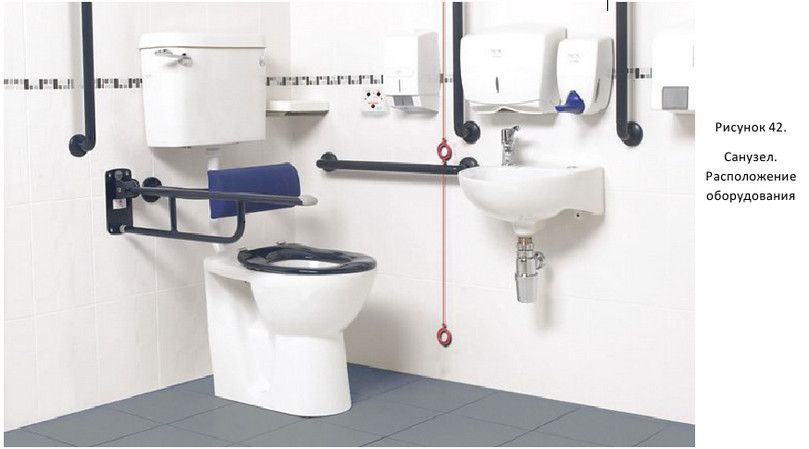 Рисунок 42.
Санузел.
Расположение
оборудования